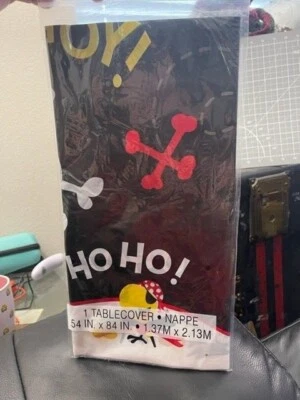 OY!
HO HO!
1 TABLECOVER • NAPPE
54 IN. x 84 IN. • 1.37M x 2.13M